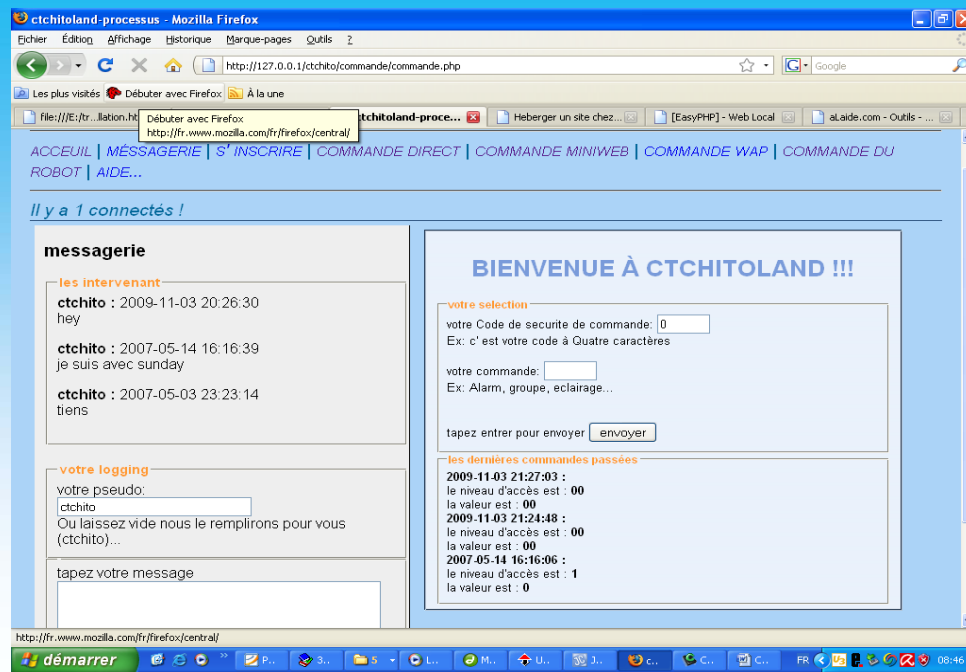 ctchitoland-processus - Mozilla Firefox
Fichier Édition Affichage Historique Marque-pages Outils ?
http://127.0.0.1/ctchito/commande/commande.php
Google
Les plus visités Débuter avec Firefox À la une
file:///E:/tr...llation.ht
ctchitoland-proce...
Heberger un site chez...
[EasyPHP] - Web Local
aLaide.com - Outils - ...
Débuter avec Firefox
http://fr.www.mozilla.com/fr/firefox/central/
ACCEUIL | MÉSSAGERIE | S' INSCRIRE | COMMANDE DIRECT | COMMANDE MINIWEB | COMMANDE WAP | COMMANDE DU
ROBOT | AIDE...
Il y a 1 connectés !
messagerie
les intervenant
ctchito : 2009-11-03 20:26:30
hey
ctchito : 2007-05-14 16:16:39
je suis avec sunday
ctchito : 2007-05-03 23:23:14
tiens
votre logging
votre pseudo:
ctchito
Ou laissez vide nous le remplirons pour vous
(ctchito)...
tapez votre message
BIENVENUE À CTCHITOLAND !!!
votre selection
votre Code de securite de commande: 0
Ex: c' est votre code à Quatre caractères
votre commande:
Ex: Alarm, groupe, eclairage...
tapez entrer pour envoyer envoyer
les dernières commandes passées
2009-11-03 21:27:03 :
le niveau d'accès est : 00
la valeur est : 00
2009-11-03 21:24:48 :
le niveau d'accès est : 00
la valeur est : 00
2007-05-14 16:16:06 :
le niveau d'accès est : 1
la valeur est : 0
http://fr.www.mozilla.com/fr/firefox/central/
démarrer " P.. 3.. 5 L.. M.. U.. J.. c.. C.. C.. FR 08:46